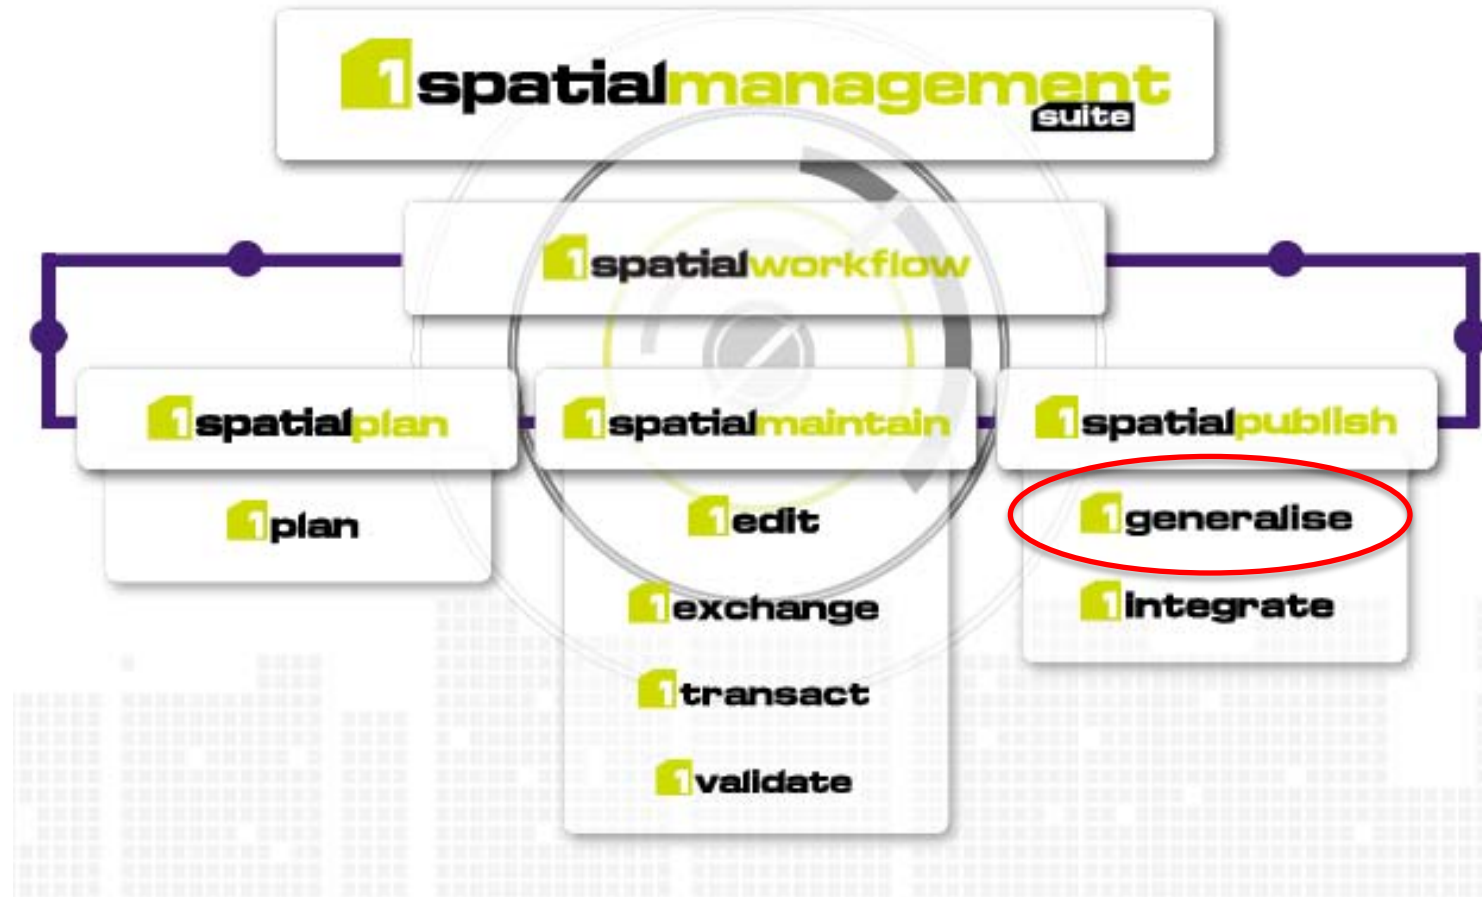 1spatialmanagement
suite
1spatialworkflow
1spatialplan
1plan
1spatialmaintain
1edit
1exchange
1transact
1validate
1spatialpublish
1generalise
1integrate